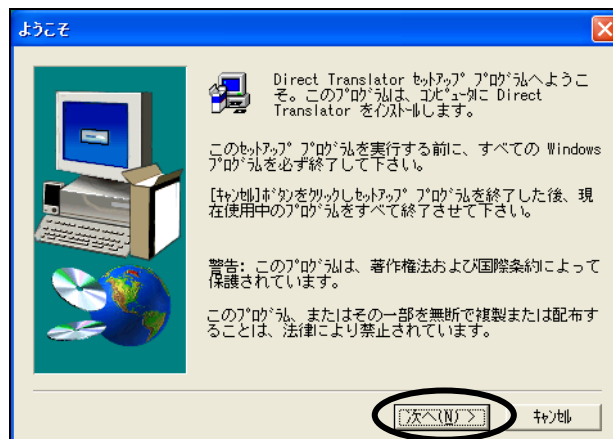 ようこそ
Direct Translator ｾｯﾄｱｯﾌﾟ ﾌﾟﾛｸﾞﾗﾑへようこ
そ。このﾌﾟﾛｸﾞﾗﾑは、ｺﾝﾋﾟｭｰﾀに Direct
Translator をｲﾝｽﾄｰﾙします。
このｾｯﾄｱｯﾌﾟ ﾌﾟﾛｸﾞﾗﾑを実行する前に、すべての Windows
ﾌﾟﾛｸﾞﾗﾑを必ず終了して下さい。
[ｷｬﾝｾﾙ]ﾎﾞﾀﾝをｸﾘｯｸしｾｯﾄｱｯﾌﾟ ﾌﾟﾛｸﾞﾗﾑを終了した後、現
在使用中のﾌﾟﾛｸﾞﾗﾑをすべて終了させて下さい。
警告: このﾌﾟﾛｸﾞﾗﾑは、著作権法および国際条約によって
保護されています。
このﾌﾟﾛｸﾞﾗﾑ、またはその一部を無断で複製または配布す
ることは、法律により禁止されています。
次へ(N) >
ｷｬﾝｾﾙ